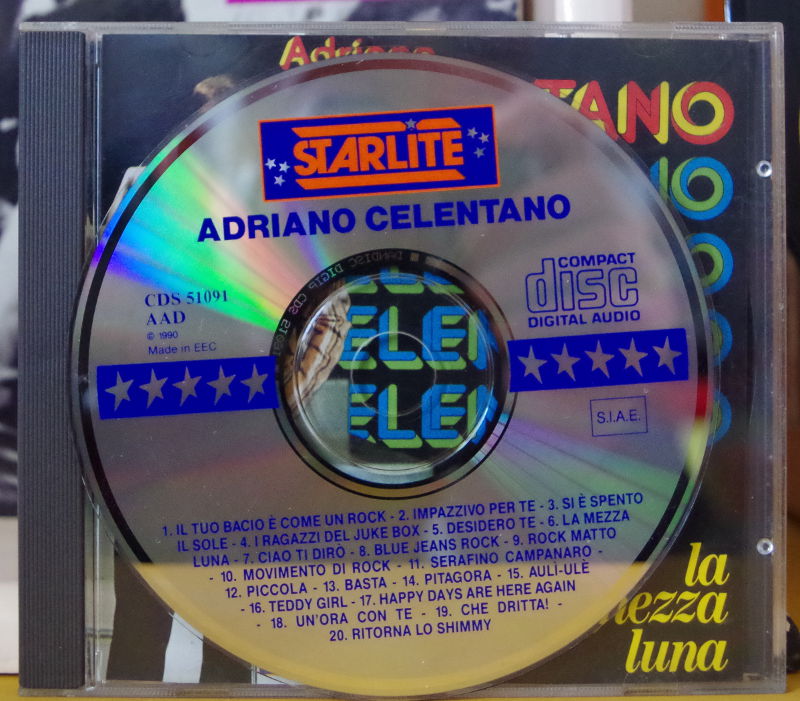 Adriano
TANO
STARLITE
ADRIANO CELENTANO
CDS 51091
AAD
© 1990
Made in EEC
COMPACT
disc
DIGITAL AUDIO
ELEN
ELEN
S.I.A.E.
1. IL TUO BACIO È COME UN ROCK - 2. IMPAZZIVO PER TE - 3. SI È SPENTO
IL SOLE - 4. I RAGAZZI DEL JUKE BOX - 5. DESIDERO TE - 6. LA MEZZA
LUNA - 7. CIAO TI DIRÒ - 8. BLUE JEANS ROCK - 9. ROCK MATTO
- 10. MOVIMENTO DI ROCK - 11. SERAFINO CAMPANARO -
12. PICCOLA - 13. BASTA - 14. PITAGORA - 15. AULÌ-ULÈ
- 16. TEDDY GIRL - 17. HAPPY DAYS ARE HERE AGAIN
- 18. UN'ORA CON TE - 19. CHE DRITTA! -
20. RITORNA LO SHIMMY
la
mezza
luna